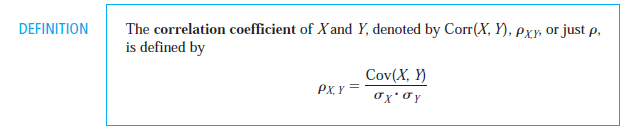 DEFINITION
The correlation coefficient of X and Y, denoted by Corr(X, Y), ρX,Y, or just ρ,
is defined by
ρX, Y = Cov(X, Y) / σX · σY